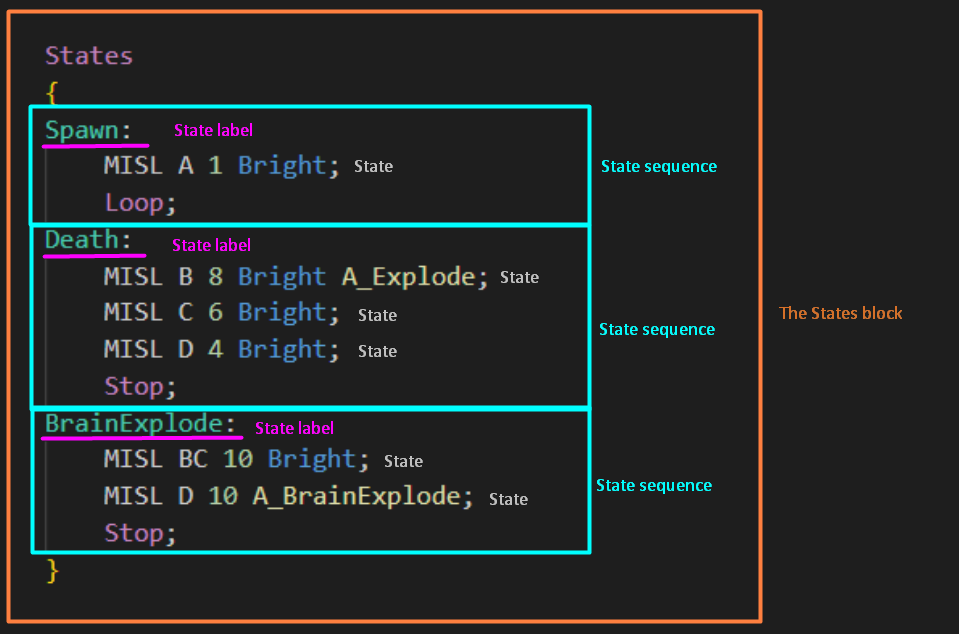 States
{
Spawn: State label
MISL A 1 Bright; State State sequence
Loop;
Death: State label
MISL B 8 Bright A_Explode; State
MISL C 6 Bright; State The States block
State sequence
MISL D 4 Bright; State
Stop;
BrainExplode: State label
MISL BC 10 Bright; State
State sequence
MISL D 10 A_BrainExplode; State
Stop;
}